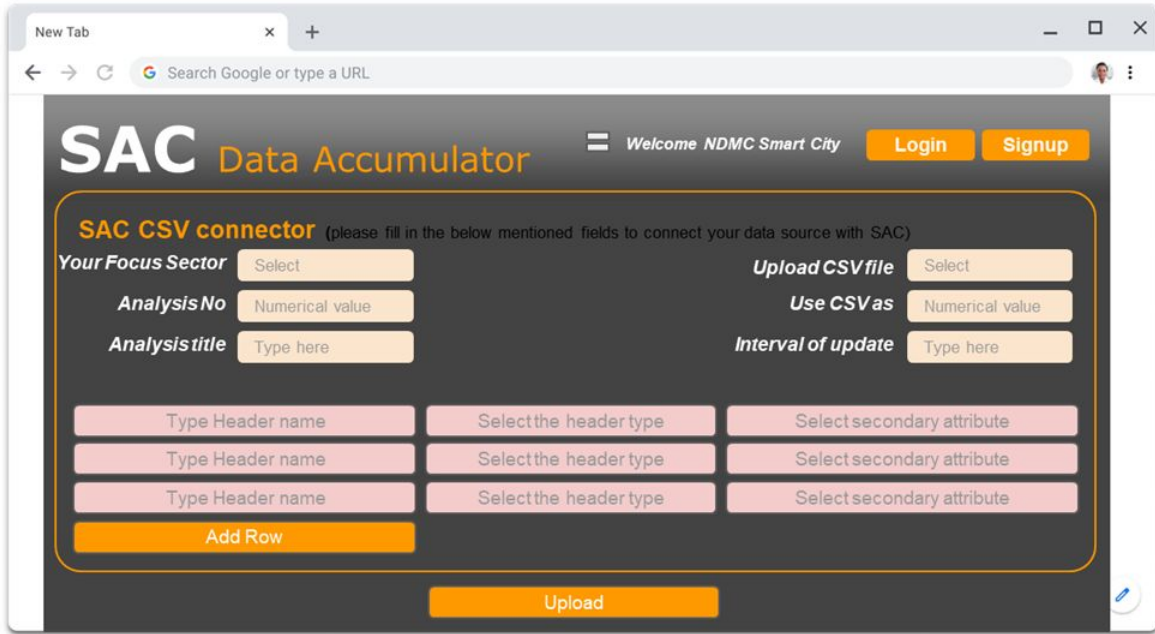 New Tab
Search Google or type a URL
SAC Data Accumulator
Welcome NDMC Smart City
Login
Signup
SAC CSV connector (please fill in the below mentioned fields to connect your data source with SAC)
Your Focus Sector Select
Upload CSV file Select
Analysis No Numerical value
Use CSV as Numerical value
Analysis title Type here
Interval of update Type here
Type Header name Select the header type Select secondary attribute
Type Header name Select the header type Select secondary attribute
Type Header name Select the header type Select secondary attribute
Add Row
Upload